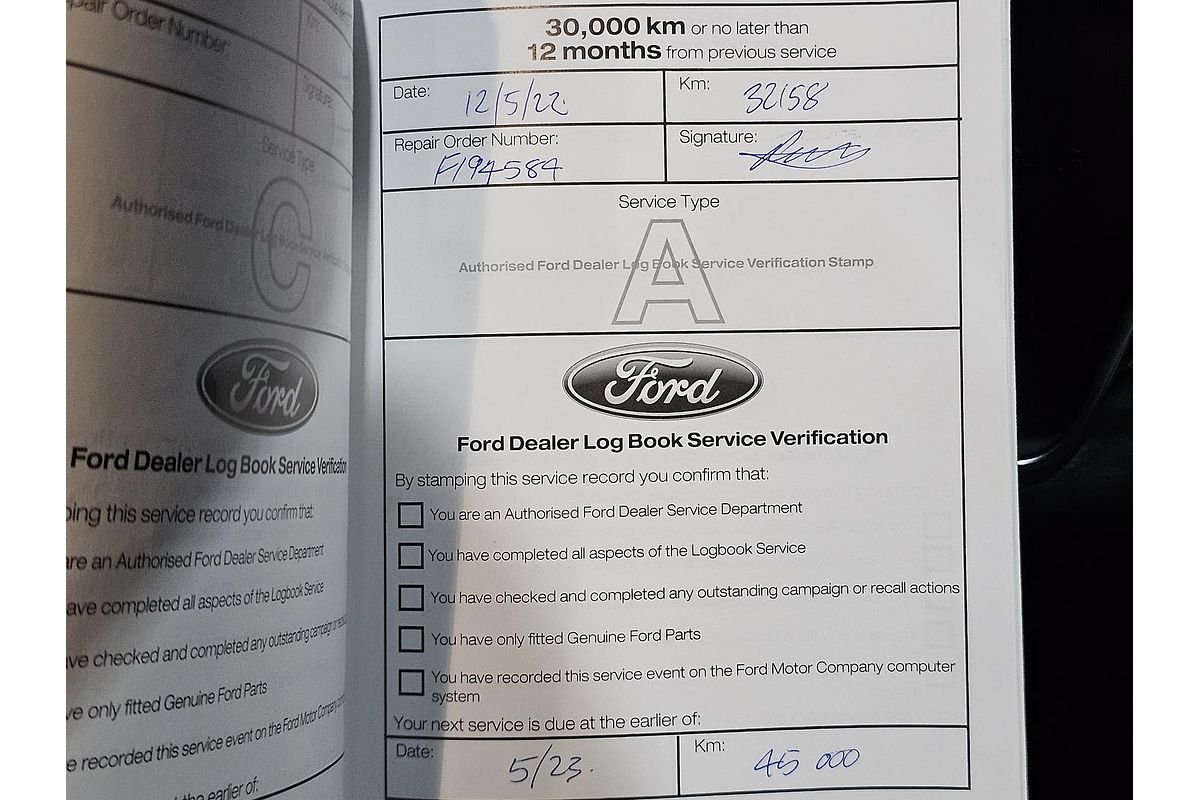 pair Order Number:
Km:
Signature:
Service Type
C
Authorised Ford Dealer Log Book Service Verification
Ford
Ford Dealer Log Book Service Verification
ping this service record you confirm that:
are an Authorised Ford Dealer Service Department
ave completed all aspects of the Logbook Service
ve checked and completed any outstanding campaign or
ve only fitted Genuine Ford Parts
e recorded this service event on the Ford Motor Company
the earlier of:
30,000 km or no later than
12 months from previous service
Date: 12/5/22. Km: 32158
Repair Order Number: F194584 Signature:
Service Type
A
Authorised Ford Dealer Log Book Service Verification Stamp
Ford
Ford Dealer Log Book Service Verification
By stamping this service record you confirm that:
You are an Authorised Ford Dealer Service Department
You have completed all aspects of the Logbook Service
You have checked and completed any outstanding campaign or recall actions
You have only fitted Genuine Ford Parts
You have recorded this service event on the Ford Motor Company computer
system
Your next service is due at the earlier of:
Date: 5/23. Km: 45 000